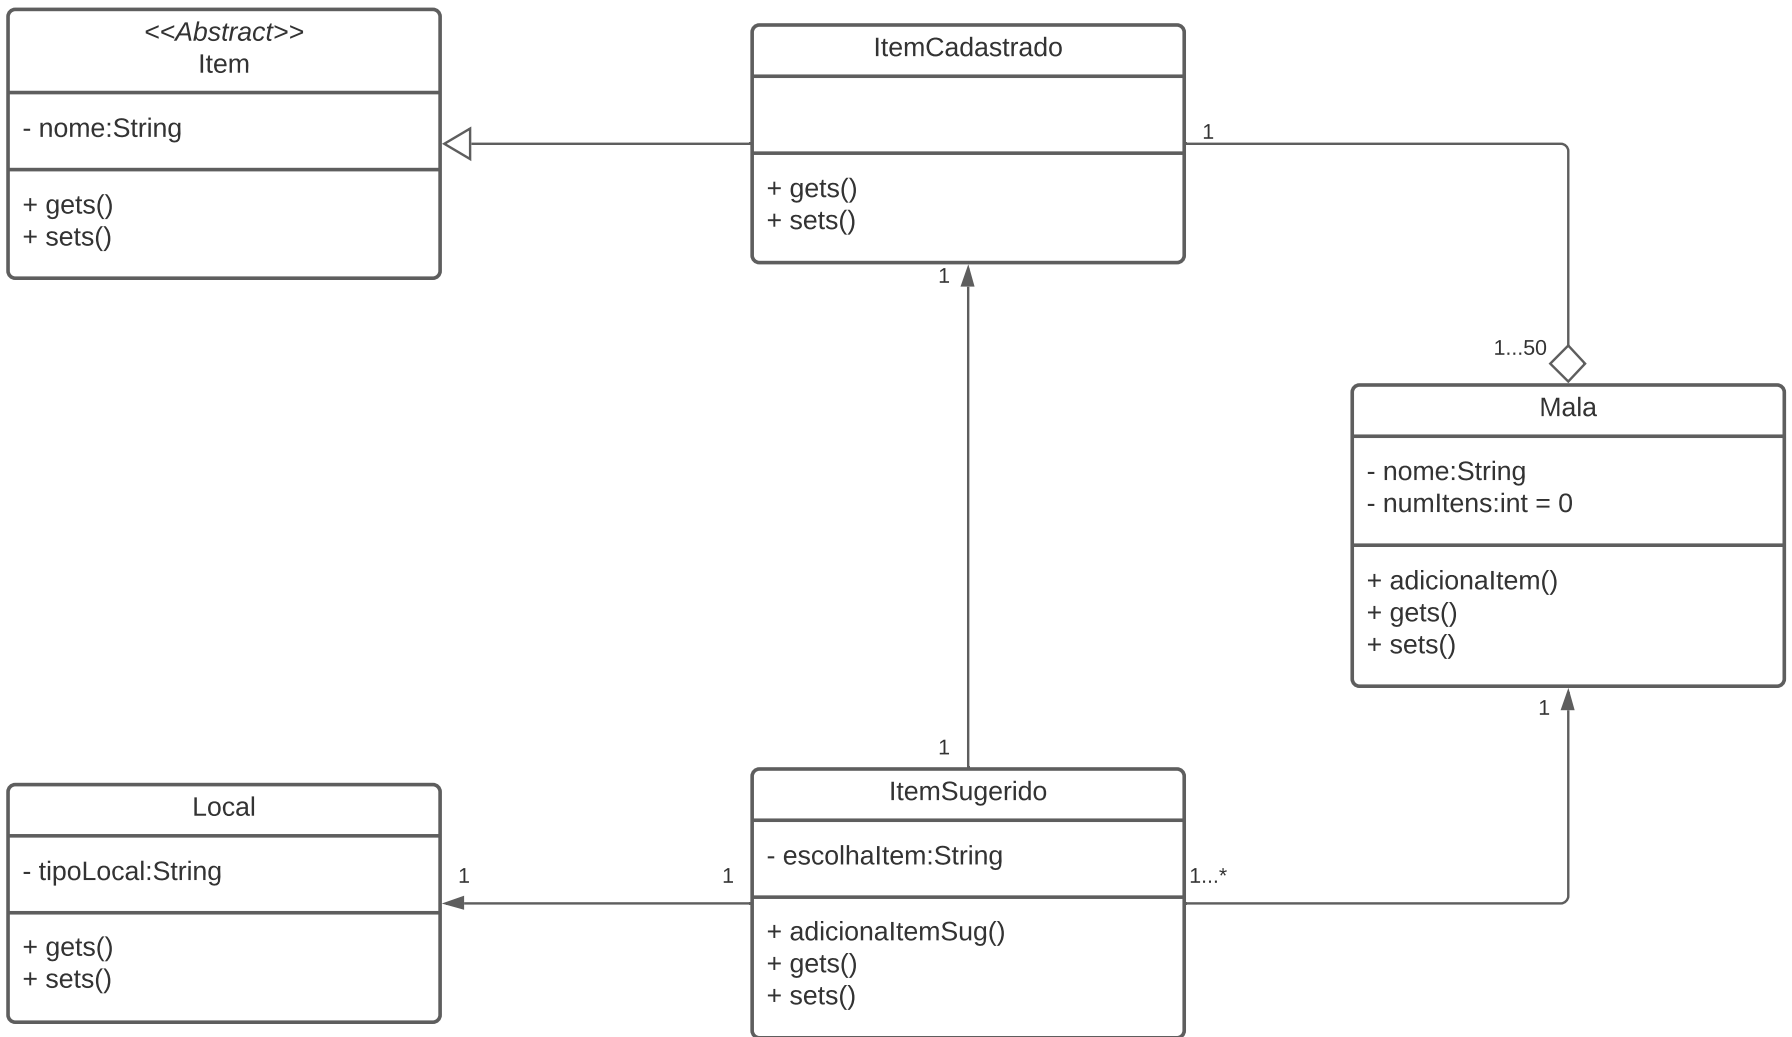 <<Abstract>>
Item
- nome:String
+ gets()
+ sets()
ItemCadastrado
+ gets()
+ sets()
1
1...50
1
Mala
- nome:String
- numItens:int = 0
+ adicionaItem()
+ gets()
+ sets()
1
1
Local
- tipoLocal:String
+ gets()
+ sets()
1
1
ItemSugerido
- escolhaItem:String
+ adicionaItemSug()
+ gets()
+ sets()
1...*